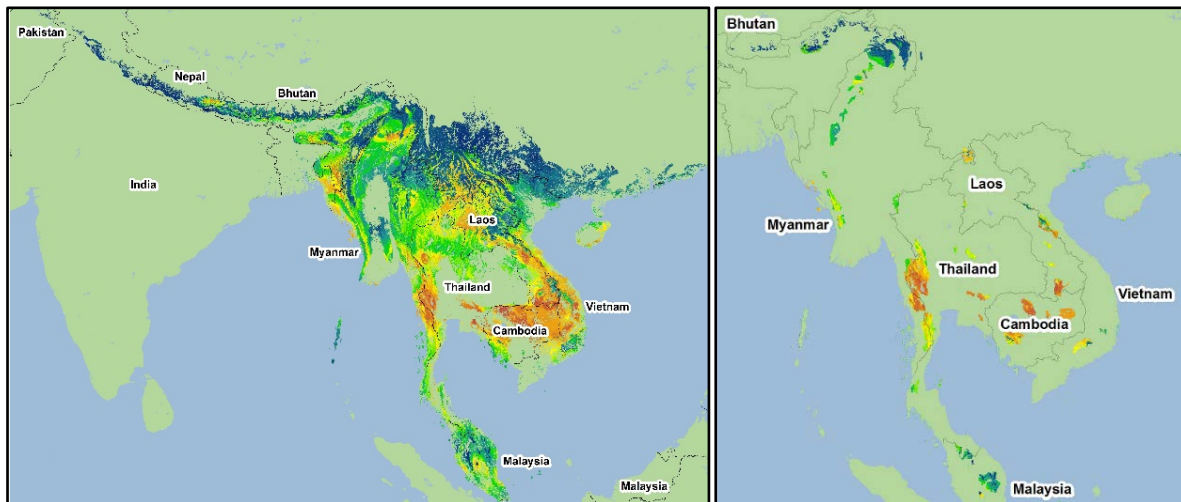 Pakistan
Nepal
Bhutan
India
Laos
Myanmar
Thailand
Vietnam
Cambodia
Malaysia
Malaysia
Bhutan
Laos
Myanmar
Thailand
Vietnam
Cambodia
Malaysia